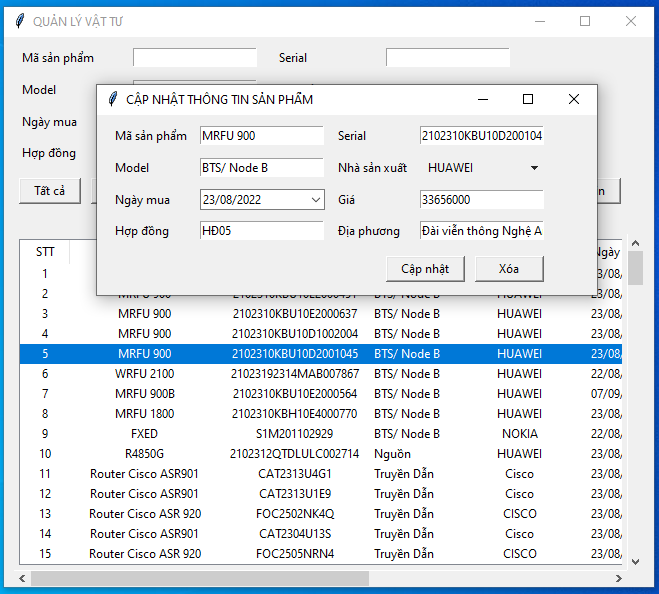 QUẢN LÝ VẬT TƯ
Mã sản phẩm Serial
Model
Ngày mua
Hợp đồng
Tất cả
CẬP NHẬT THÔNG TIN SẢN PHẨM
Mã sản phẩm MRFU 900 Serial 2102310KBU10D200104
Model BTS/ Node B Nhà sản xuất HUAWEI
Ngày mua 23/08/2022 Giá 33656000
Hợp đồng HĐ05 Địa phương Đài viễn thông Nghệ A
Cập nhật Xóa
STT Ngày
1 23/08/
2 MRFU 900 2102310KBU10E2000491 BTS/ Node B HUAWEI 23/08/
3 MRFU 900 2102310KBU10E2000637 BTS/ Node B HUAWEI 23/08/
4 MRFU 900 2102310KBU10D1002004 BTS/ Node B HUAWEI 23/08/
5 MRFU 900 2102310KBU10D2001045 BTS/ Node B HUAWEI 23/08/
6 WRFU 2100 21023192314MAB007867 BTS/ Node B HUAWEI 22/08/
7 MRFU 900B 2102310KBU10E2000564 BTS/ Node B HUAWEI 07/09/
8 MRFU 1800 2102310KBH10E4000770 BTS/ Node B HUAWEI 23/08/
9 FXED S1M201102929 BTS/ Node B NOKIA 22/08/
10 R4850G 2102312QTDLULC002714 Nguồn HUAWEI 23/08/
11 Router Cisco ASR901 CAT2313U4G1 Truyền Dẫn Cisco 23/08/
12 Router Cisco ASR901 CAT2313U1E9 Truyền Dẫn Cisco 23/08/
13 Router Cisco ASR 920 FOC2502NK4Q Truyền Dẫn CISCO 23/08/
14 Router Cisco ASR901 CAT2304U13S Truyền Dẫn Cisco 23/08/
15 Router Cisco ASR 920 FOC2505NRN4 Truyền Dẫn CISCO 23/08/